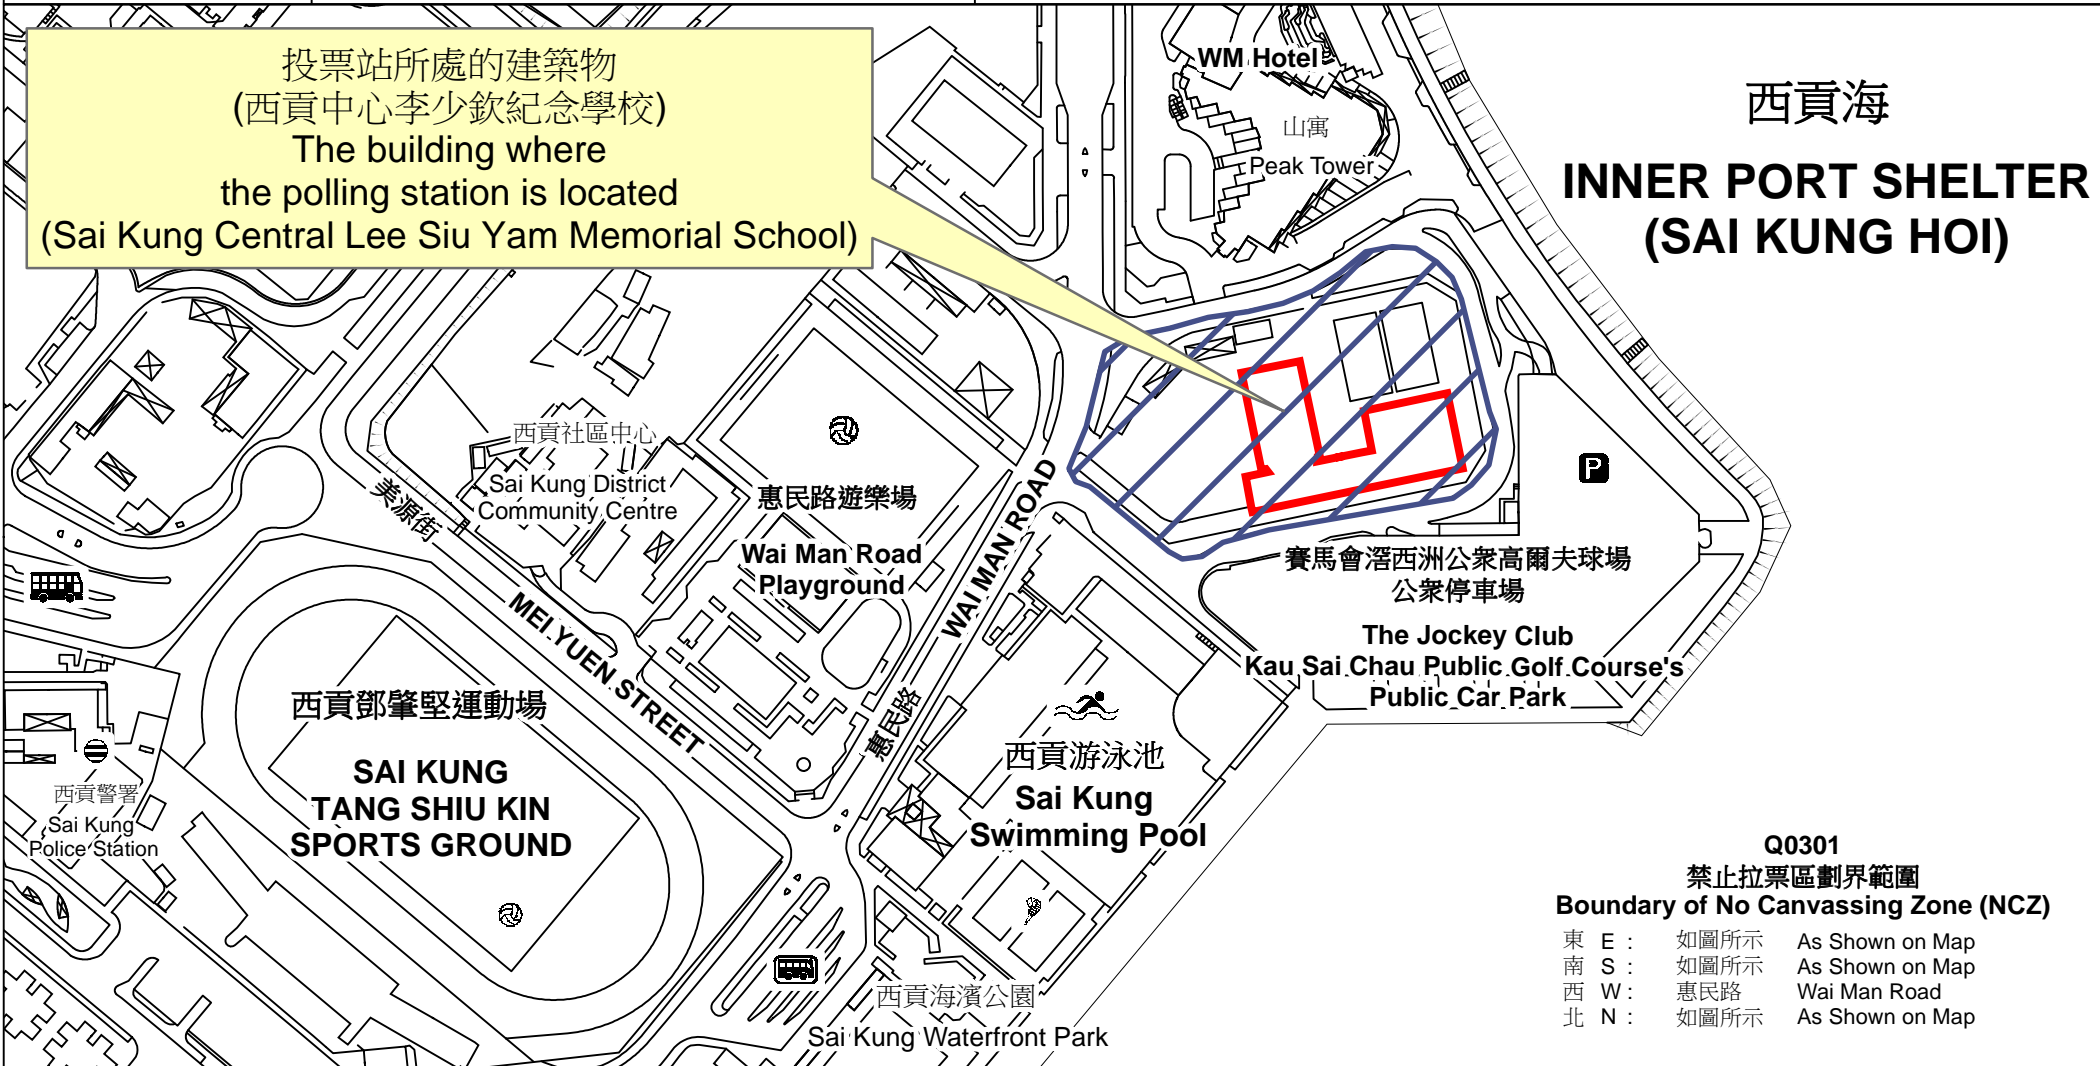 投票站所處的建築物
(西貢中心李少欽紀念學校)
The building where
the polling station is located
(Sai Kung Central Lee Siu Yam Memorial School)
WM Hotel
山寓
Peak Tower
西貢海
INNER PORT SHELTER
(SAI KUNG HOI)
西貢社區中心
Sai Kung District
Community Centre
惠民路遊樂場
Wai Man Road
Playground
美源街
MEI YUEN STREET
WAI MAN ROAD
惠民路
P
賽馬會滘西洲公衆高爾夫球場
公衆停車場
The Jockey Club
Kau Sai Chau Public Golf Course's
Public Car Park
西貢鄧肇堅運動場
SAI KUNG
TANG SHIU KIN
SPORTS GROUND
西貢警署
Sai Kung
Police Station
西貢游泳池
Sai Kung
Swimming Pool
西貢海濱公園
Sai Kung Waterfront Park
Q0301
禁止拉票區劃界範圍
Boundary of No Canvassing Zone (NCZ)
東 E : 如圖所示 As Shown on Map
南 S : 如圖所示 As Shown on Map
西 W : 惠民路 Wai Man Road
北 N : 如圖所示 As Shown on Map